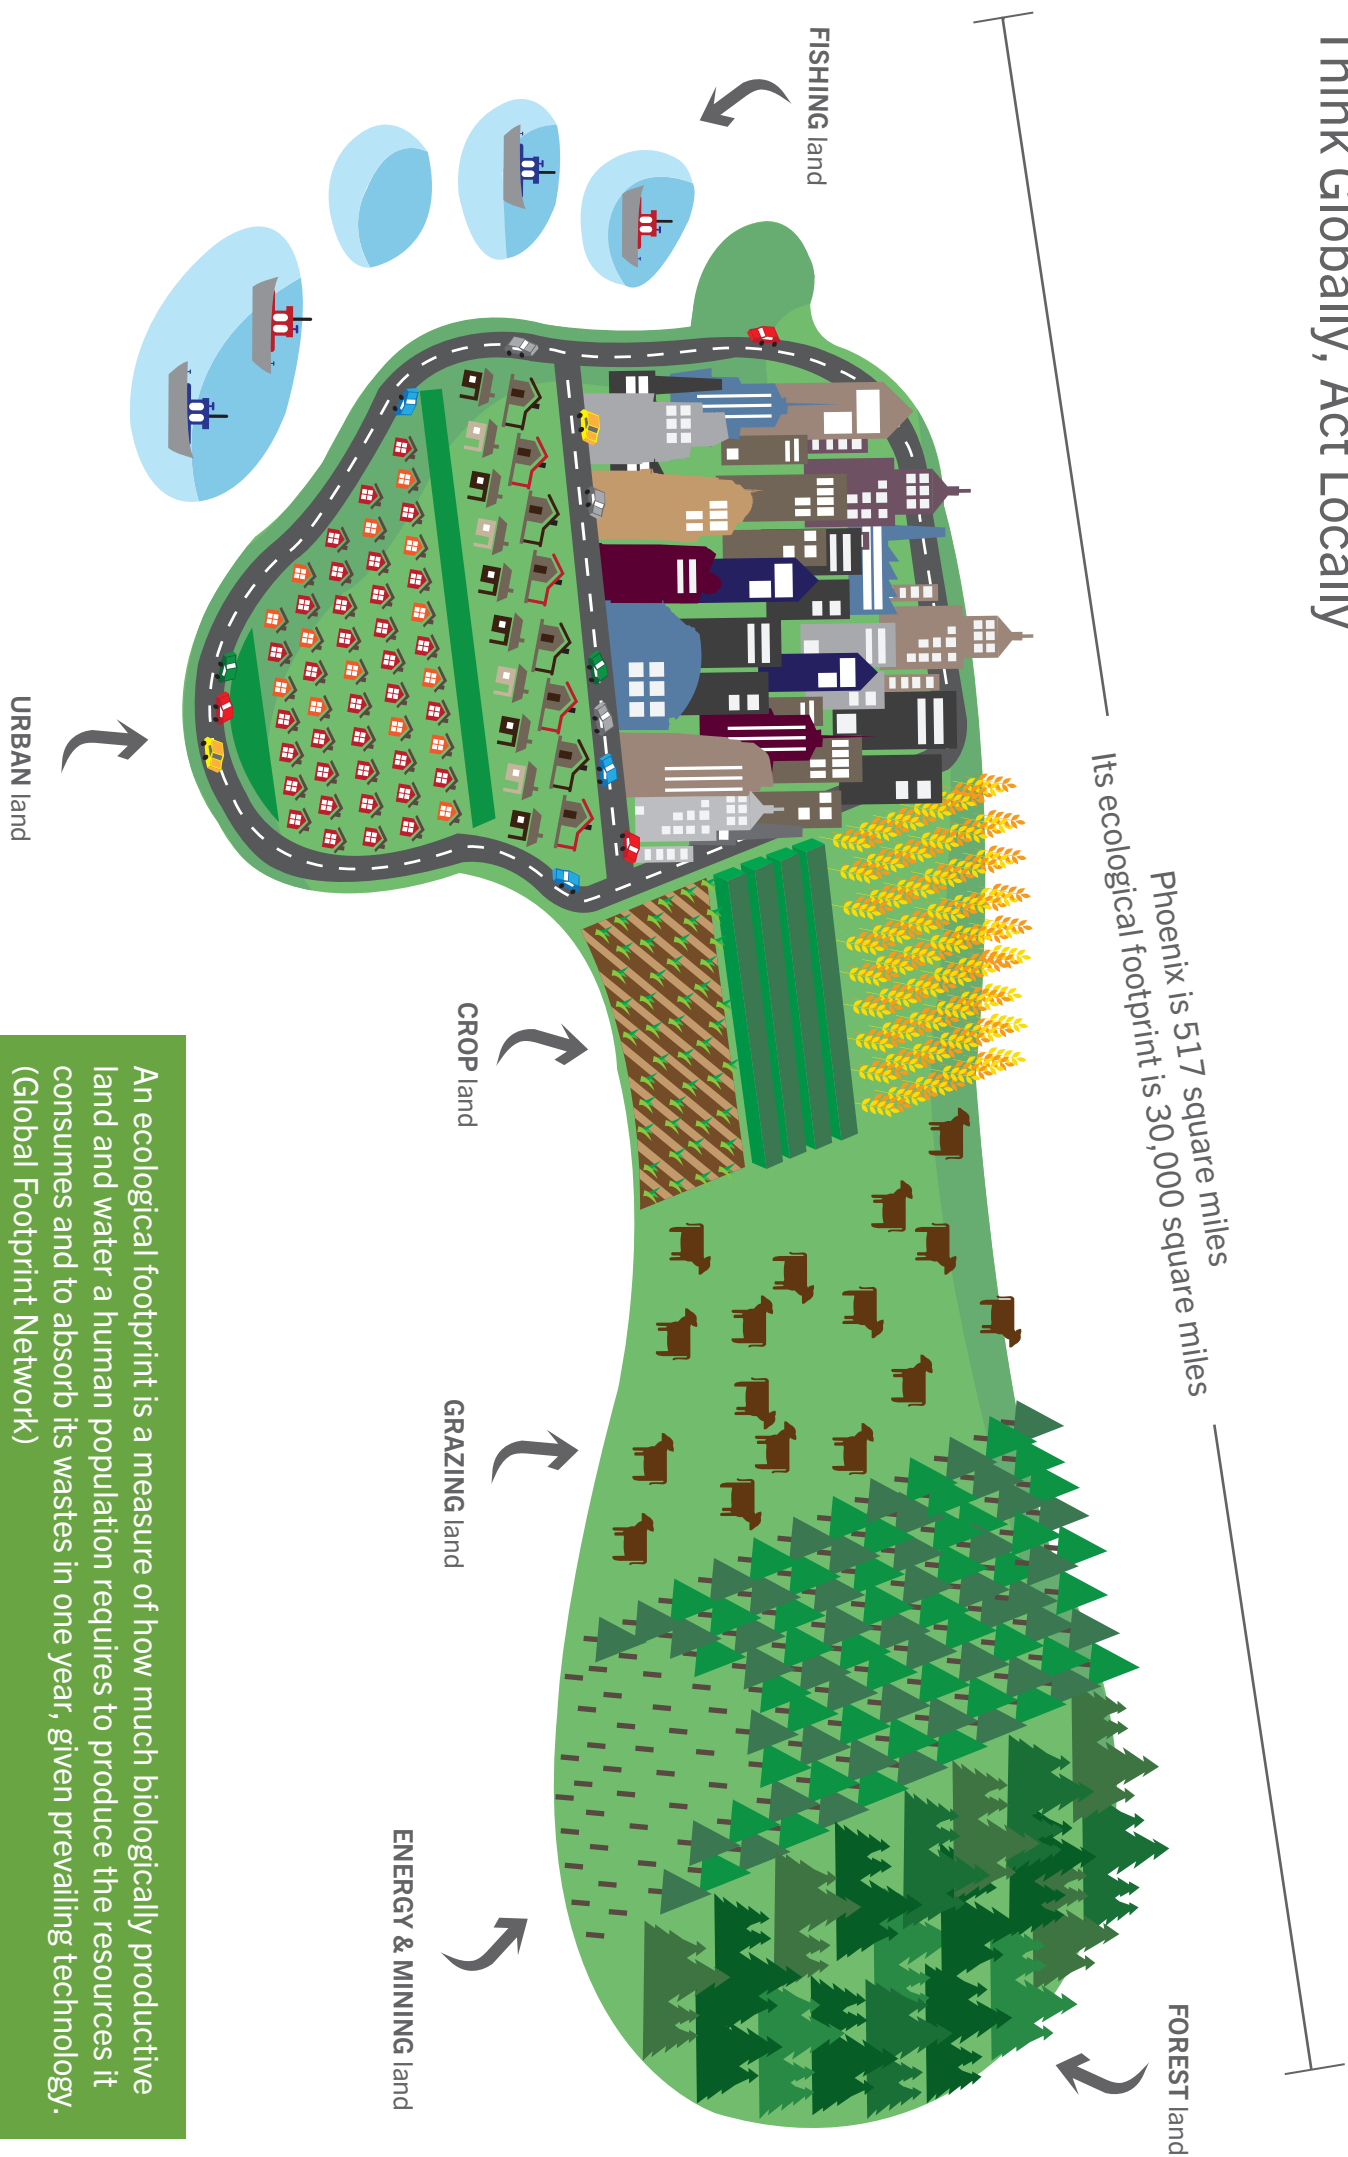 Think Globally, Act Locally
Phoenix is 517 square miles
Its ecological footprint is 30,000 square miles
FISHING land
URBAN land
CROP land
GRAZING land
ENERGY & MINING land
FOREST land
An ecological footprint is a measure of how much biologically productive
land and water a human population requires to produce the resources it
consumes and to absorb its wastes in one year, given prevailing technology.
(Global Footprint Network)